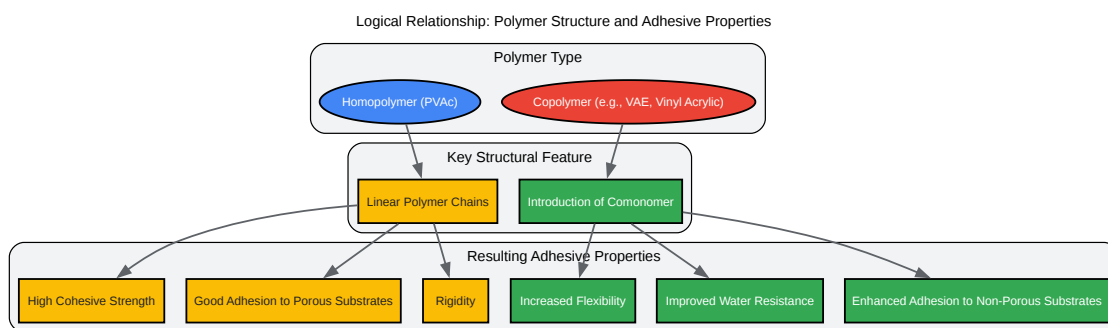 Logical Relationship: Polymer Structure and Adhesive Properties
Polymer Type
Homopolymer (PVAc)
Copolymer (e.g., VAE, Vinyl Acrylic)
Key Structural Feature
Linear Polymer Chains
Introduction of Comonomer
Resulting Adhesive Properties
High Cohesive Strength
Good Adhesion to Porous Substrates
Rigidity
Increased Flexibility
Improved Water Resistance
Enhanced Adhesion to Non-Porous Substrates